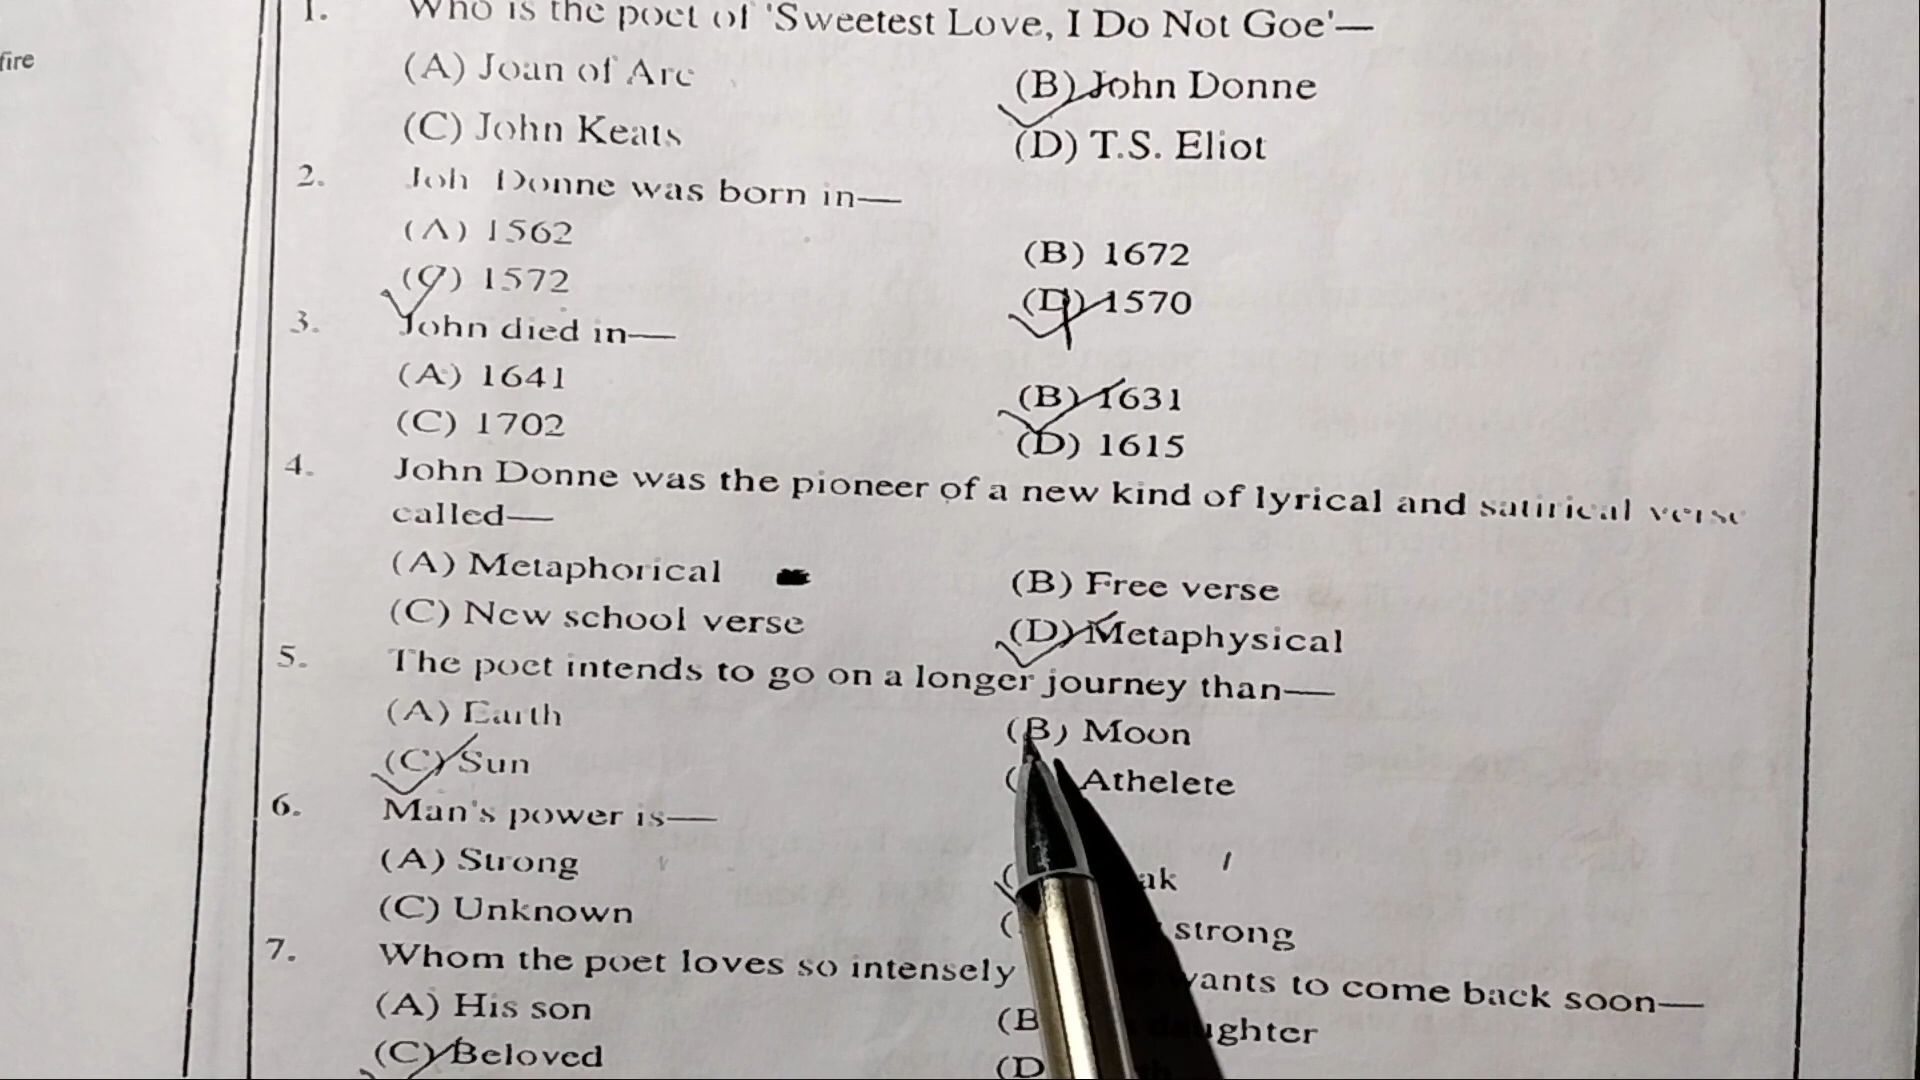 fire
1. Who is the poet of 'Sweetest Love, I Do Not Goe'—
(A) Joan of Arc (B) John Donne
(C) John Keats (D) T.S. Eliot
2. Joh Donne was born in—
(A) 1562 (B) 1672
(C) 1572 (D) 1570
3. John died in—
(A) 1641 (B) 1631
(C) 1702 (D) 1615
4. John Donne was the pioneer of a new kind of lyrical and satirical verse
called—
(A) Metaphorical (B) Free verse
(C) New school verse (D) Metaphysical
5. The poet intends to go on a longer journey than—
(A) Earth (B) Moon
(C) Sun ( Athelete
6. Man's power is—
(A) Strong ( ak
(C) Unknown ( strong
7. Whom the poet loves so intensely wants to come back soon—
(A) His son (B ughter
(C) Beloved (D